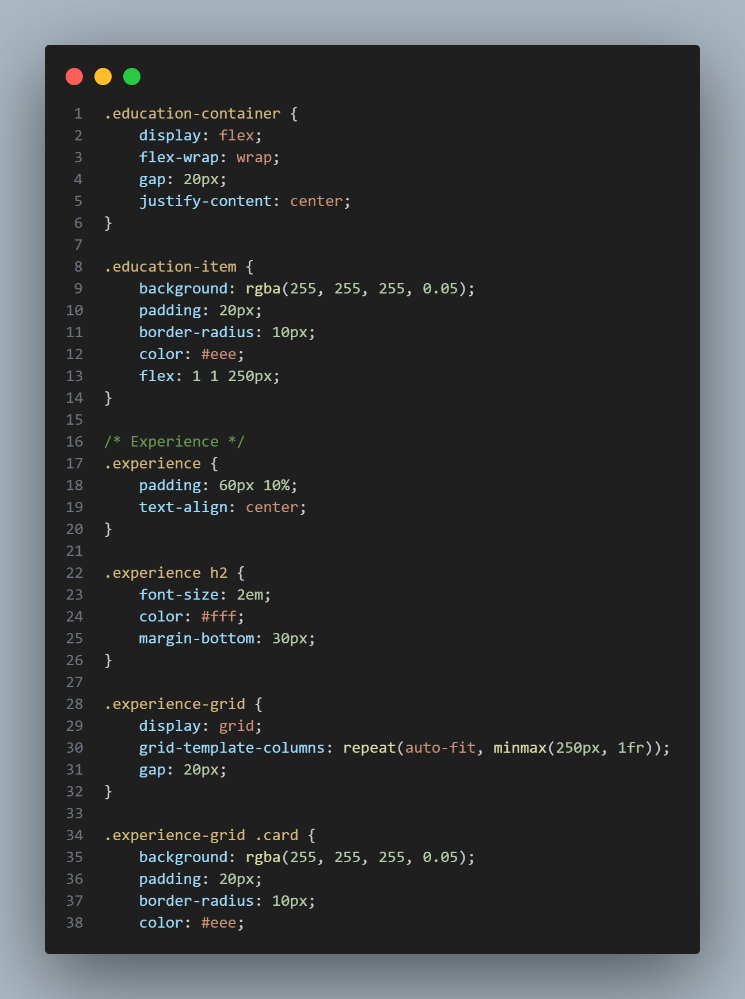 1 .education-container {
2     display: flex;
3     flex-wrap: wrap;
4     gap: 20px;
5     justify-content: center;
6 }
7
8 .education-item {
9     background: rgba(255, 255, 255, 0.05);
10     padding: 20px;
11     border-radius: 10px;
12     color: #eee;
13     flex: 1 1 250px;
14 }
15
16 /* Experience */
17 .experience {
18     padding: 60px 10%;
19     text-align: center;
20 }
21
22 .experience h2 {
23     font-size: 2em;
24     color: #fff;
25     margin-bottom: 30px;
26 }
27
28 .experience-grid {
29     display: grid;
30     grid-template-columns: repeat(auto-fit, minmax(250px, 1fr));
31     gap: 20px;
32 }
33
34 .experience-grid .card {
35     background: rgba(255, 255, 255, 0.05);
36     padding: 20px;
37     border-radius: 10px;
38     color: #eee;